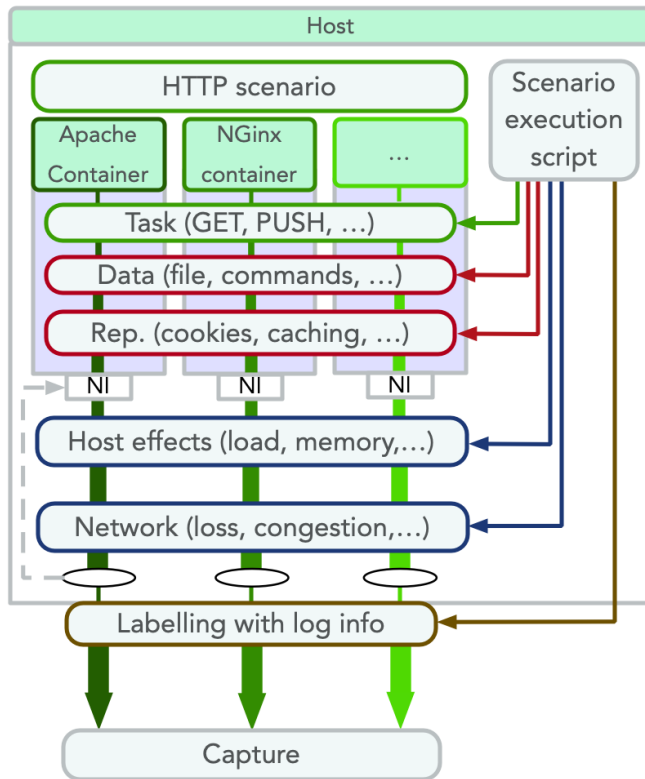 Host
HTTP scenario
Scenario
execution
script
Apache
Container
NGinx
container
...
Task (GET, PUSH, ...)
Data (file, commands, ...)
Rep. (cookies, caching, ...)
NI
NI
NI
Host effects (load, memory,...)
Network (loss, congestion,...)
Labelling with log info
Capture